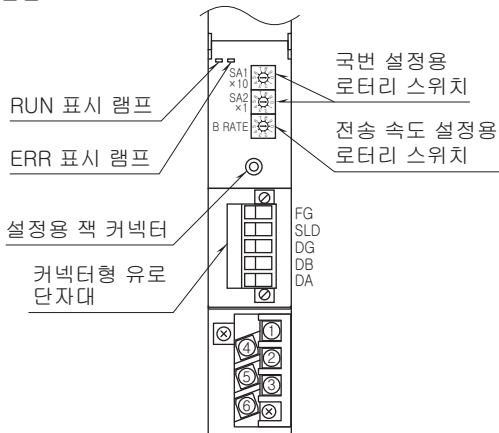 국번 설정용
로터리 스위치
SA1
×10
SA2
×1
B RATE
RUN 표시 램프
ERR 표시 램프
전송 속도 설정용
로터리 스위치
설정용 잭 커넥터
커넥터형 유로
단자대
FG
SLD
DG
DB
DA
①
④
②
⑤
③
⑥